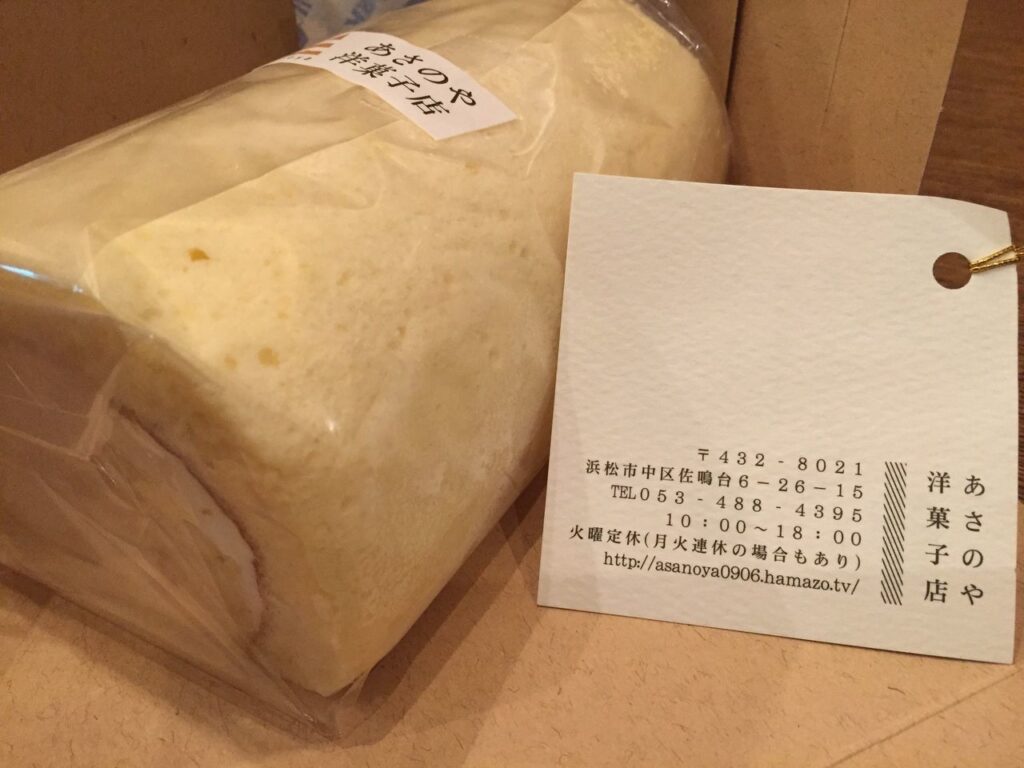 あさのや
洋菓子店
〒432-8021
浜松市中区佐鳴台6-26-15
TEL053-488-4395
10:00~18:00
火曜定休(月火連休の場合もあり)
http://asanoya0906.hamazo.tv/
あさのや
洋菓子店